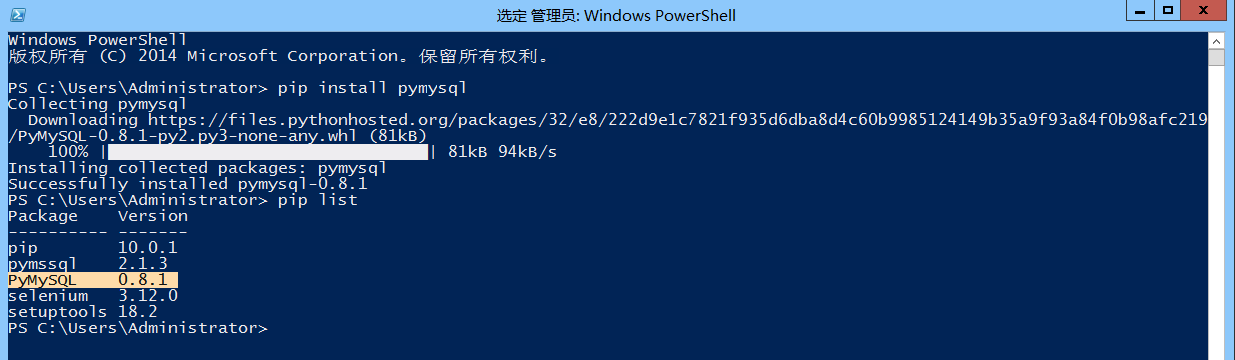 选定 管理员: Windows PowerShell
Windows PowerShell
版权所有 (C) 2014 Microsoft Corporation。保留所有权利。
PS C:\Users\Administrator> pip install pymysql
Collecting pymysql
  Downloading https://files.pythonhosted.org/packages/32/e8/222d9e1c7821f935d6dba8d4c60b9985124149b35a9f93a84f0b98afc219
/PyMySQL-0.8.1-py2.py3-none-any.whl (81kB)
    100% || 81kB 94kB/s
Installing collected packages: pymysql
Successfully installed pymysql-0.8.1
PS C:\Users\Administrator> pip list
Package    Version
---------- -------
pip        10.0.1
pymssql    2.1.3
PyMySQL    0.8.1
selenium   3.12.0
setuptools 18.2
PS C:\Users\Administrator>